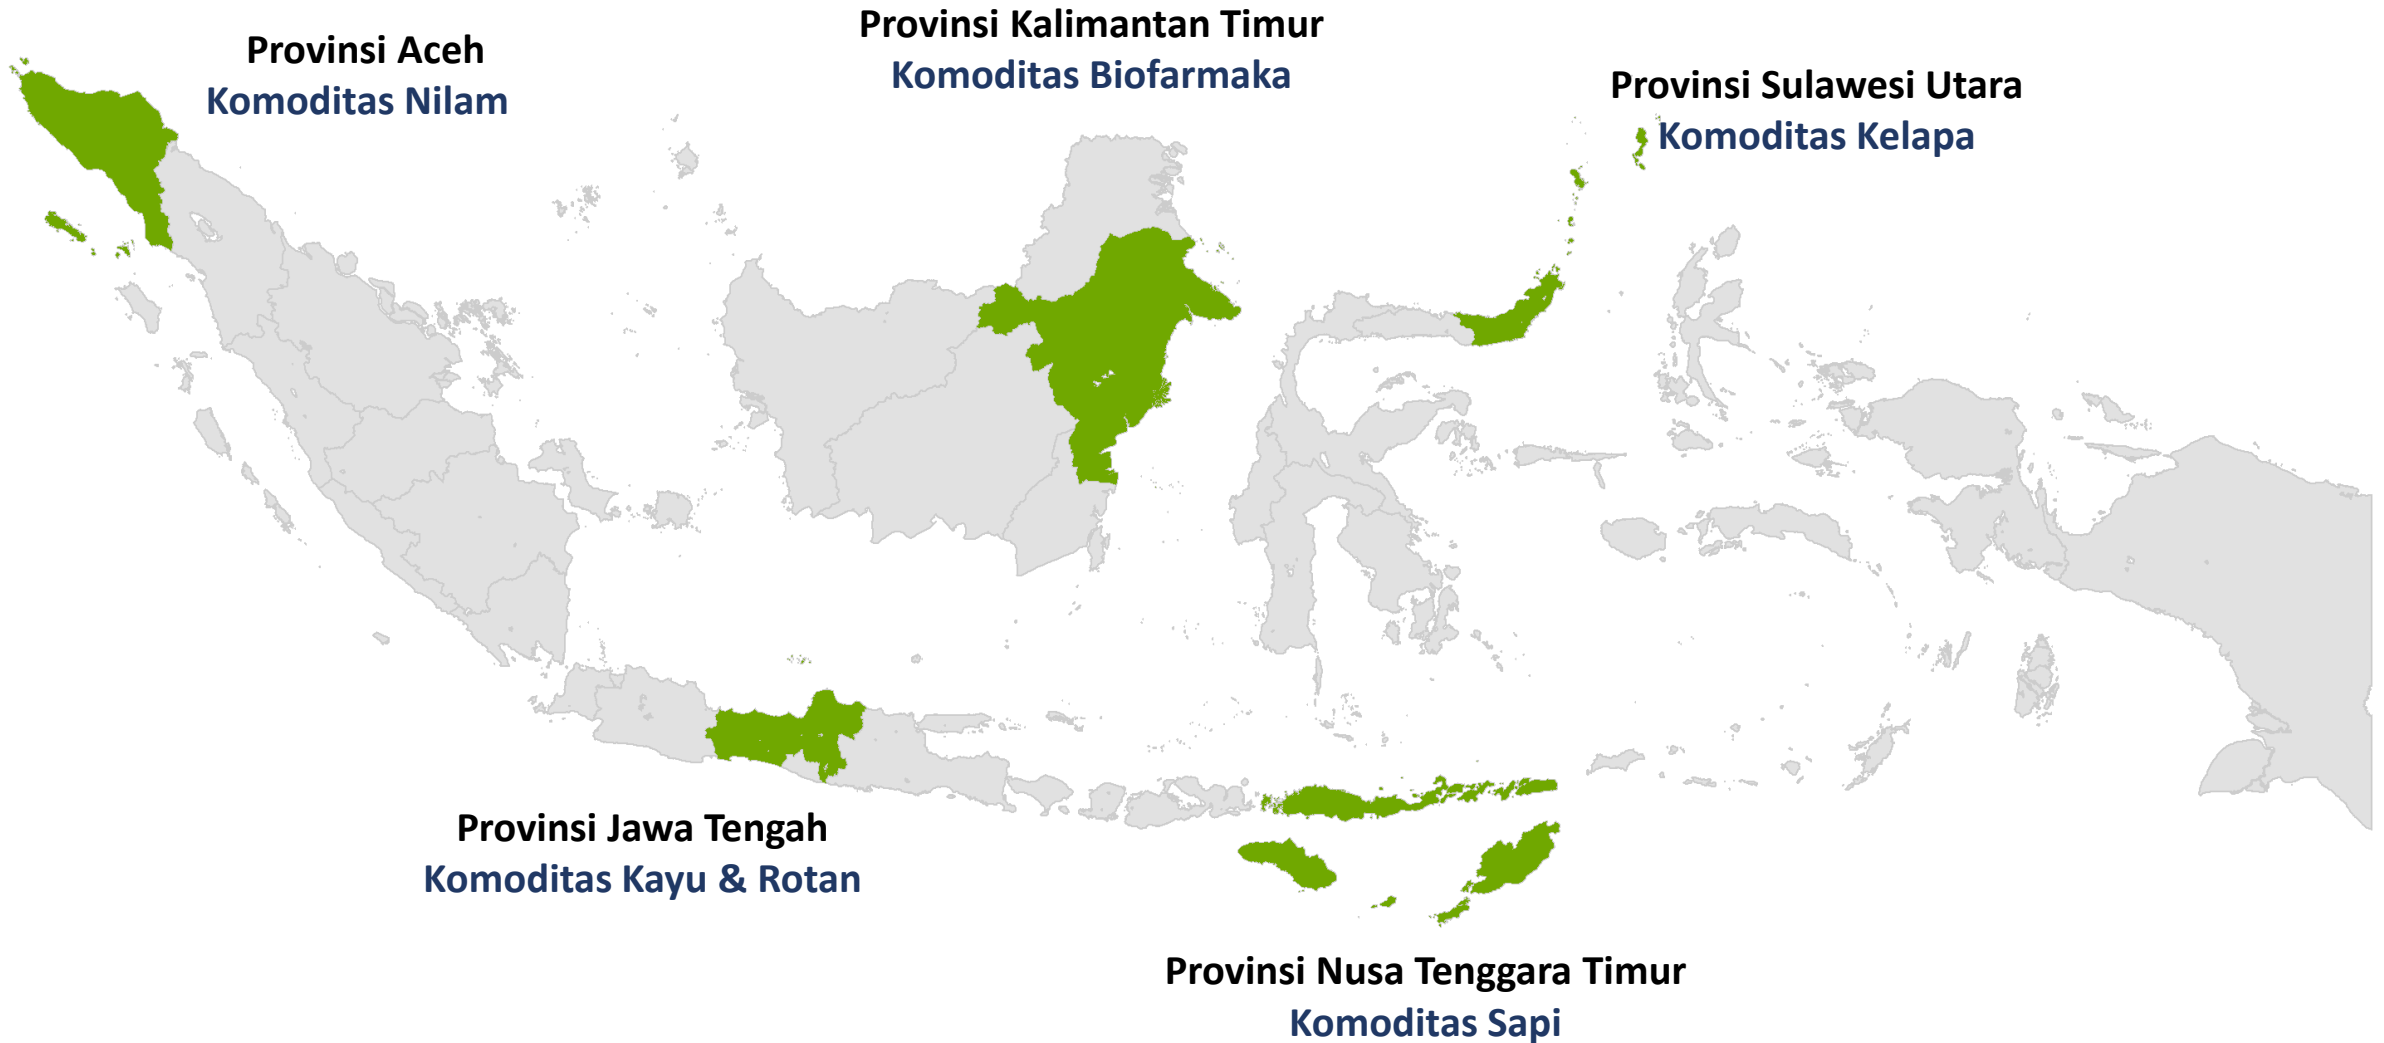 Provinsi Aceh
Komoditas Nilam
Provinsi Kalimantan Timur
Komoditas Biofarmaka
Provinsi Sulawesi Utara
Komoditas Kelapa
Provinsi Jawa Tengah
Komoditas Kayu & Rotan
Provinsi Nusa Tenggara Timur
Komoditas Sapi